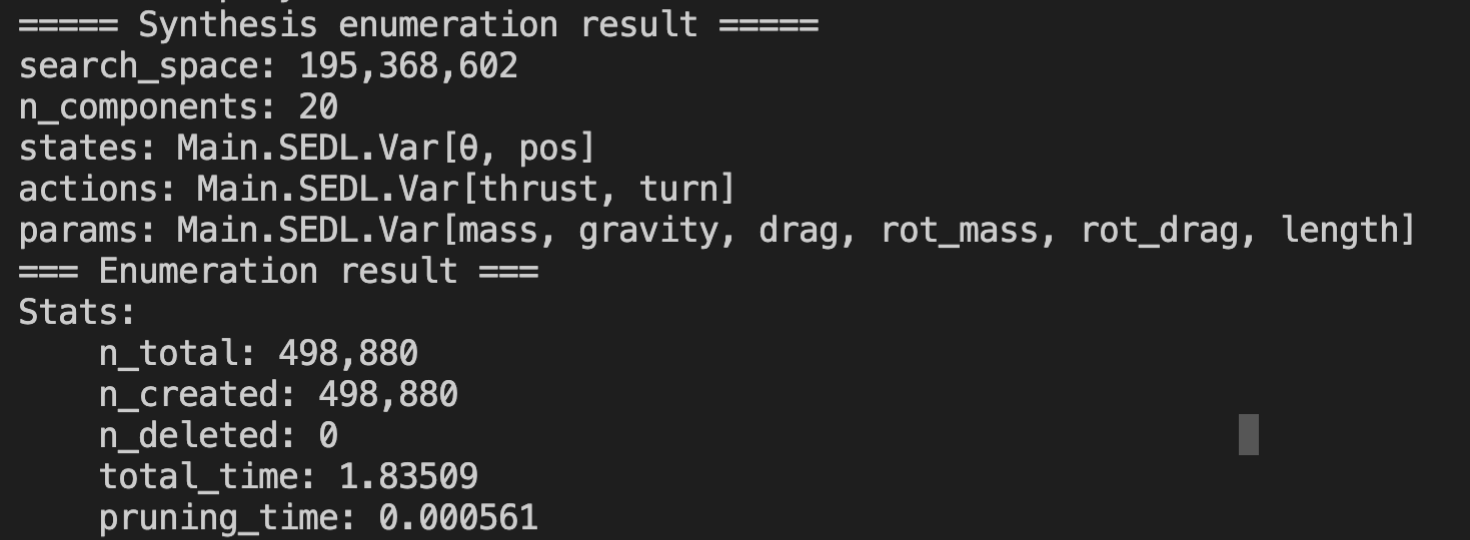 ===== Synthesis enumeration result =====
search_space: 195,368,602
n_components: 20
states: Main.SEDL.Var[θ, pos]
actions: Main.SEDL.Var[thrust, turn]
params: Main.SEDL.Var[mass, gravity, drag, rot_mass, rot_drag, length]
=== Enumeration result ===
Stats:
    n_total: 498,880
    n_created: 498,880
    n_deleted: 0
    total_time: 1.83509
    pruning_time: 0.000561